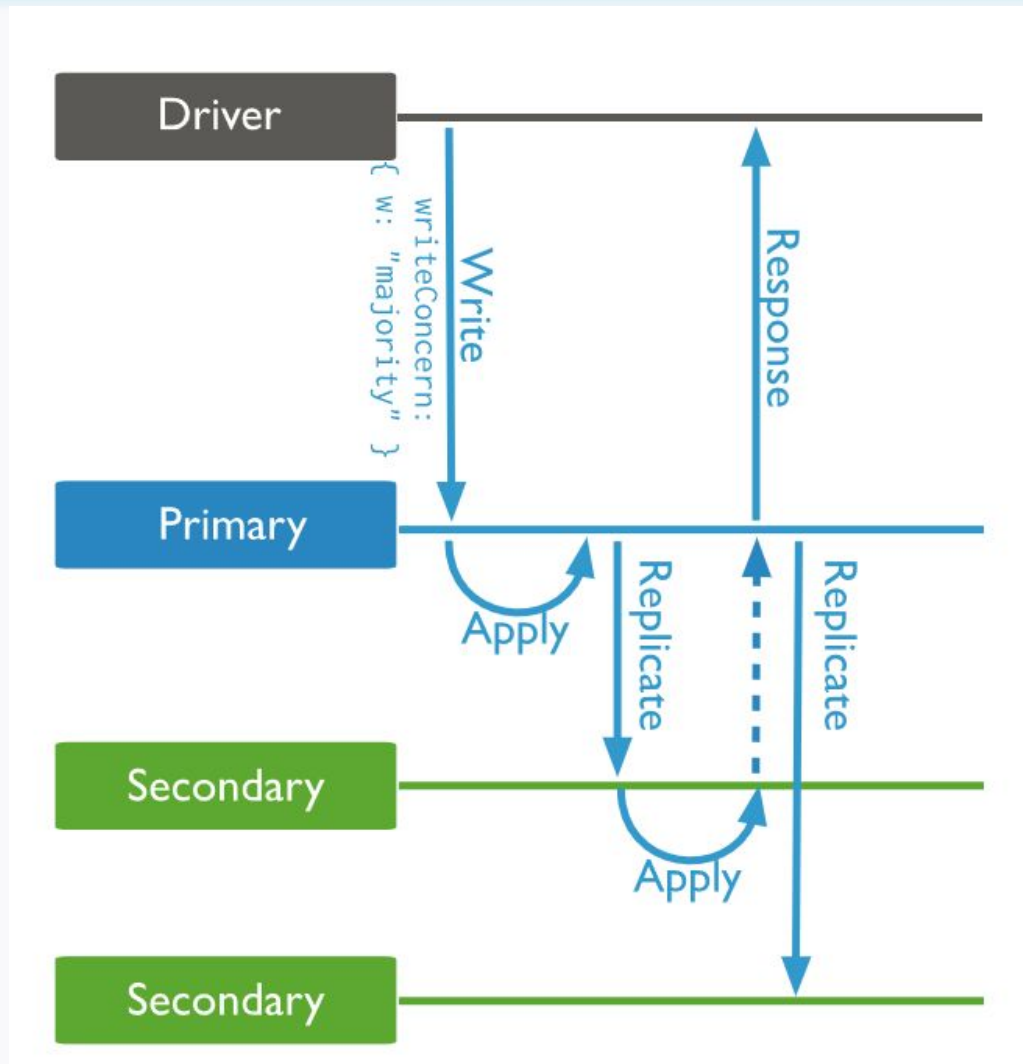 Driver
writeConcern:
{ w: "majority" }
Write
Response
Primary
Apply
Replicate
Replicate
Secondary
Apply
Secondary